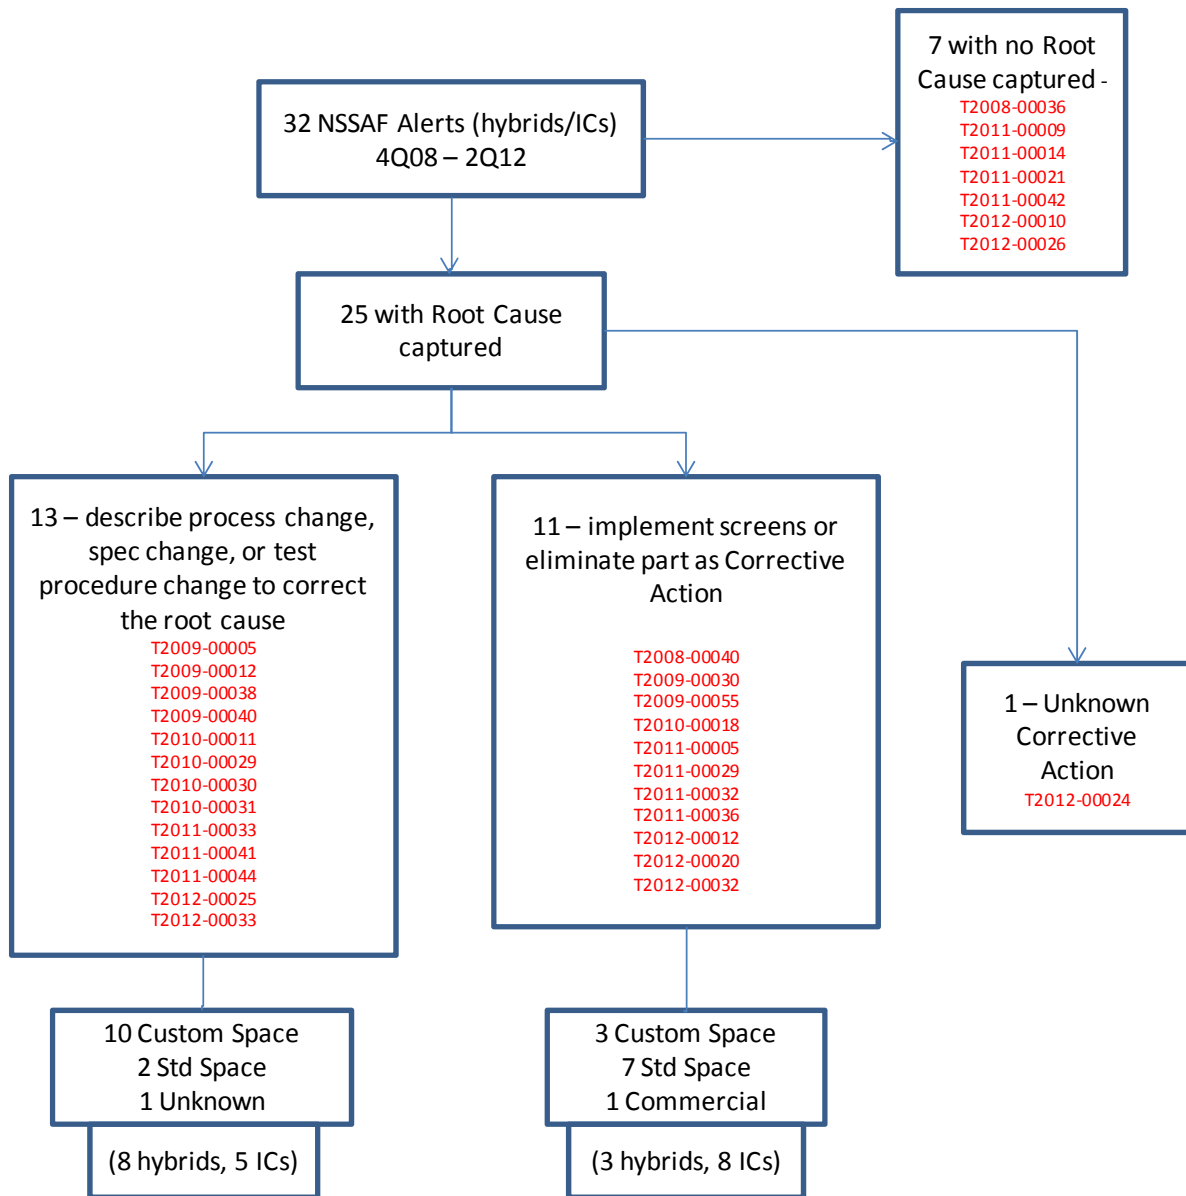 7 with no Root
Cause captured -
T2008-00036
T2011-00009
T2011-00014
T2011-00021
T2011-00042
T2012-00010
T2012-00026
32 NSSAF Alerts (hybrids/ICs)
4Q08 – 2Q12
25 with Root Cause
captured
13 – describe process change,
spec change, or test
procedure change to correct
the root cause
T2009-00005
T2009-00012
T2009-00038
T2009-00040
T2010-00011
T2010-00029
T2010-00030
T2010-00031
T2011-00033
T2011-00041
T2011-00044
T2012-00025
T2012-00033
11 – implement screens or
eliminate part as Corrective
Action
T2008-00040
T2009-00030
T2009-00055
T2010-00018
T2011-00005
T2011-00029
T2011-00032
T2011-00036
T2012-00012
T2012-00020
T2012-00032
1 – Unknown
Corrective
Action
T2012-00024
10 Custom Space
2 Std Space
1 Unknown
(8 hybrids, 5 ICs)
3 Custom Space
7 Std Space
1 Commercial
(3 hybrids, 8 ICs)